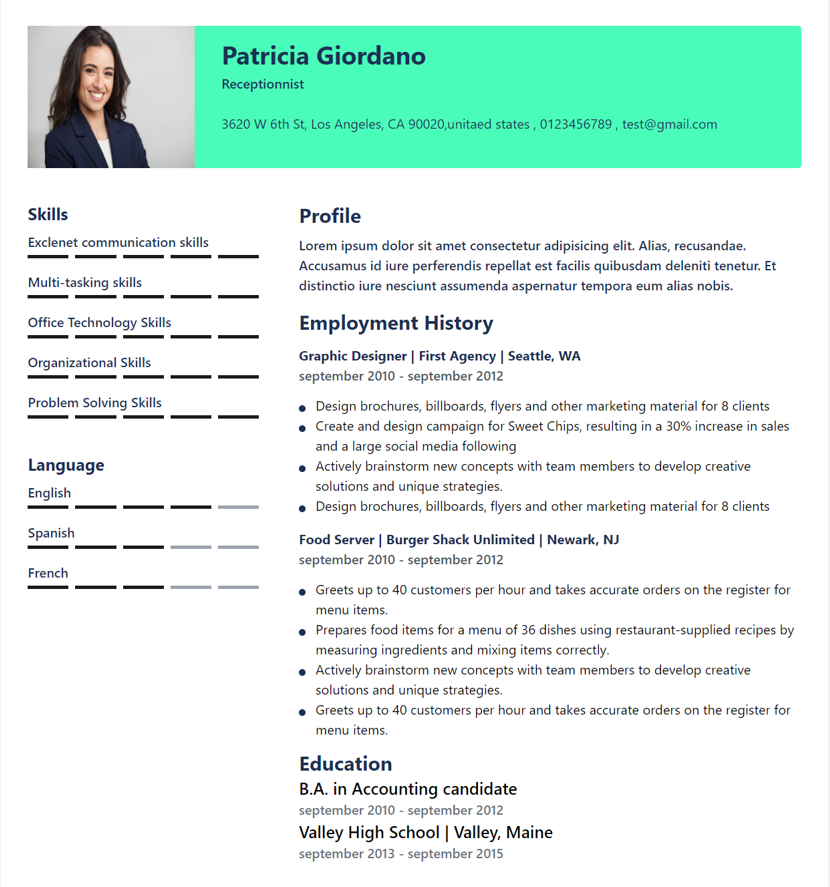 Patricia Giordano
Receptionnist
3620 W 6th St, Los Angeles, CA 90020,unitaed states , 0123456789 , test@gmail.com
Skills
Exclenet communication skills
Multi-tasking skills
Office Technology Skills
Organizational Skills
Problem Solving Skills
Language
English
Spanish
French
Profile
Lorem ipsum dolor sit amet consectetur adipisicing elit. Alias, recusandae.
Accusamus id iure perferendis repellat est facilis quibusdam deleniti tenetur. Et
distinctio iure nesciunt assumenda aspernatur tempora eum alias nobis.
Employment History
Graphic Designer | First Agency | Seattle, WA
september 2010 - september 2012
Design brochures, billboards, flyers and other marketing material for 8 clients
Create and design campaign for Sweet Chips, resulting in a 30% increase in sales
and a large social media following
Actively brainstorm new concepts with team members to develop creative
solutions and unique strategies.
Design brochures, billboards, flyers and other marketing material for 8 clients
Food Server | Burger Shack Unlimited | Newark, NJ
september 2010 - september 2012
Greets up to 40 customers per hour and takes accurate orders on the register for
menu items.
Prepares food items for a menu of 36 dishes using restaurant-supplied recipes by
measuring ingredients and mixing items correctly.
Actively brainstorm new concepts with team members to develop creative
solutions and unique strategies.
Greets up to 40 customers per hour and takes accurate orders on the register for
menu items.
Education
B.A. in Accounting candidate
september 2010 - september 2012
Valley High School | Valley, Maine
september 2013 - september 2015